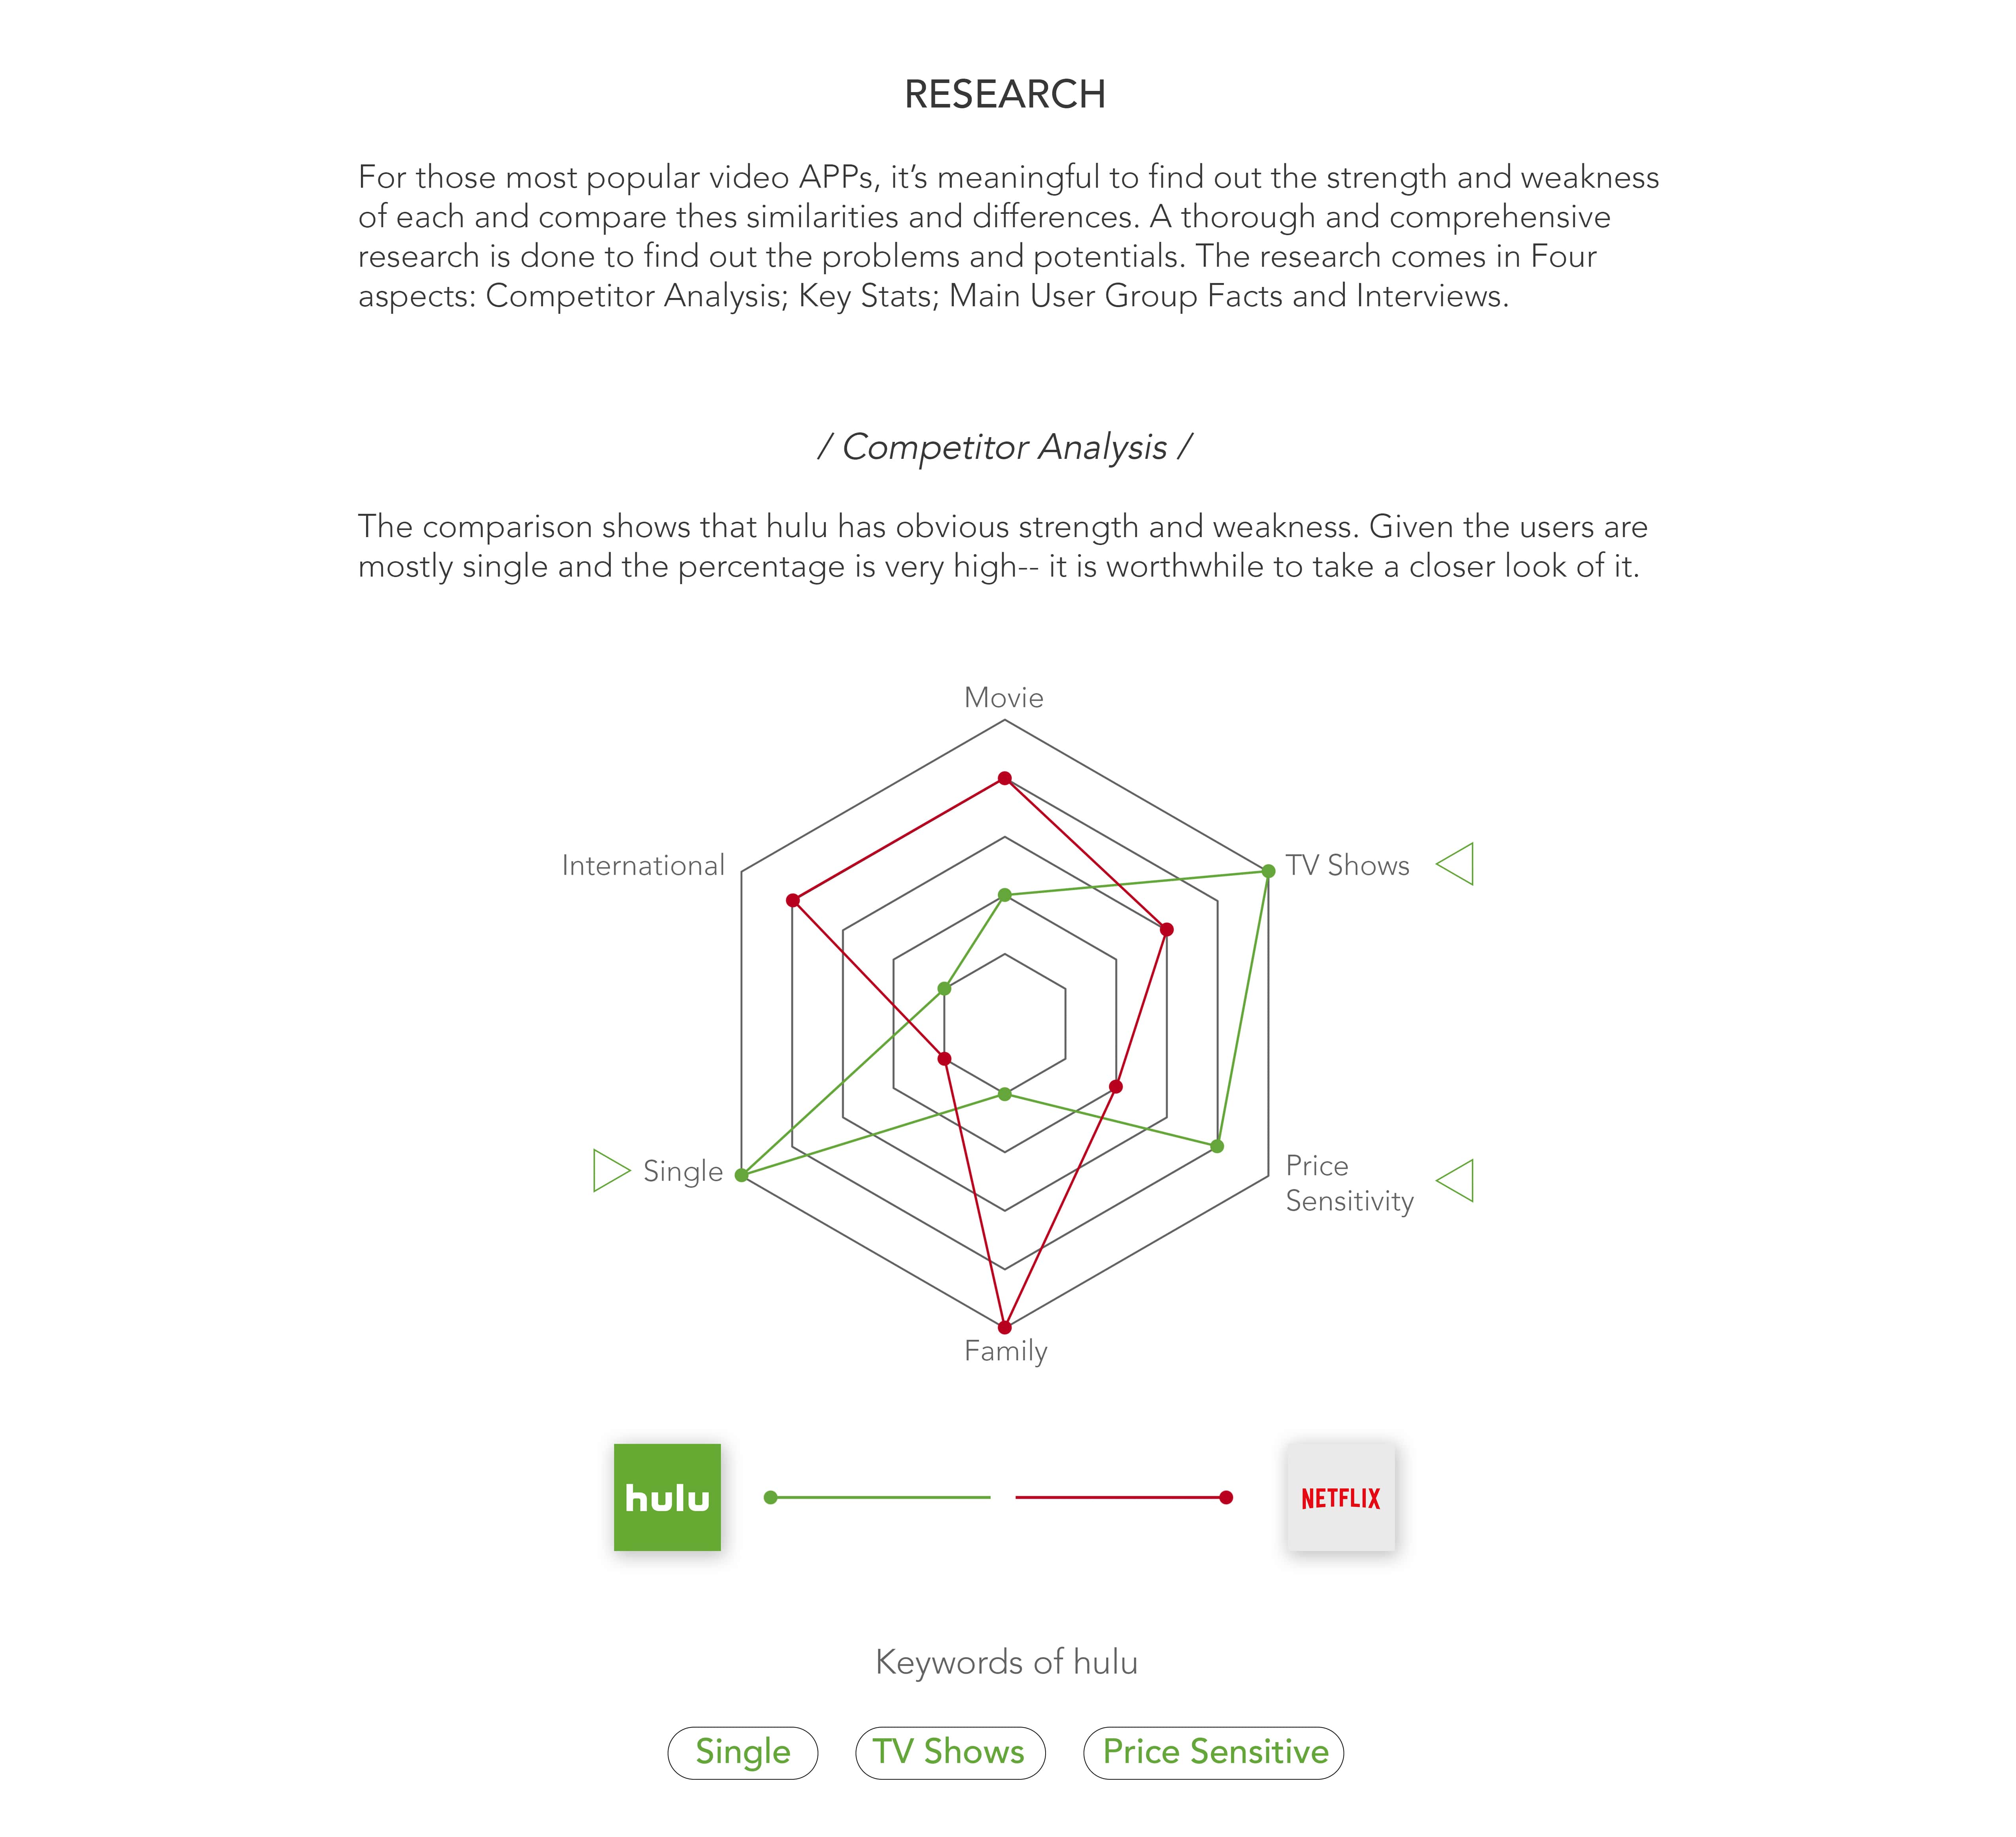 RESEARCH
For those most popular video APPs, it’s meaningful to find out the strength and weakness
of each and compare thes similarities and differences. A thorough and comprehensive
research is done to find out the problems and potentials. The research comes in Four
aspects: Competitor Analysis; Key Stats; Main User Group Facts and Interviews.
/ Competitor Analysis /
The comparison shows that hulu has obvious strength and weakness. Given the users are
mostly single and the percentage is very high-- it is worthwhile to take a closer look of it.
Movie
International
TV Shows
Single
Price
Sensitivity
Family
hulu
NETFLIX
Keywords of hulu
Single
TV Shows
Price Sensitive